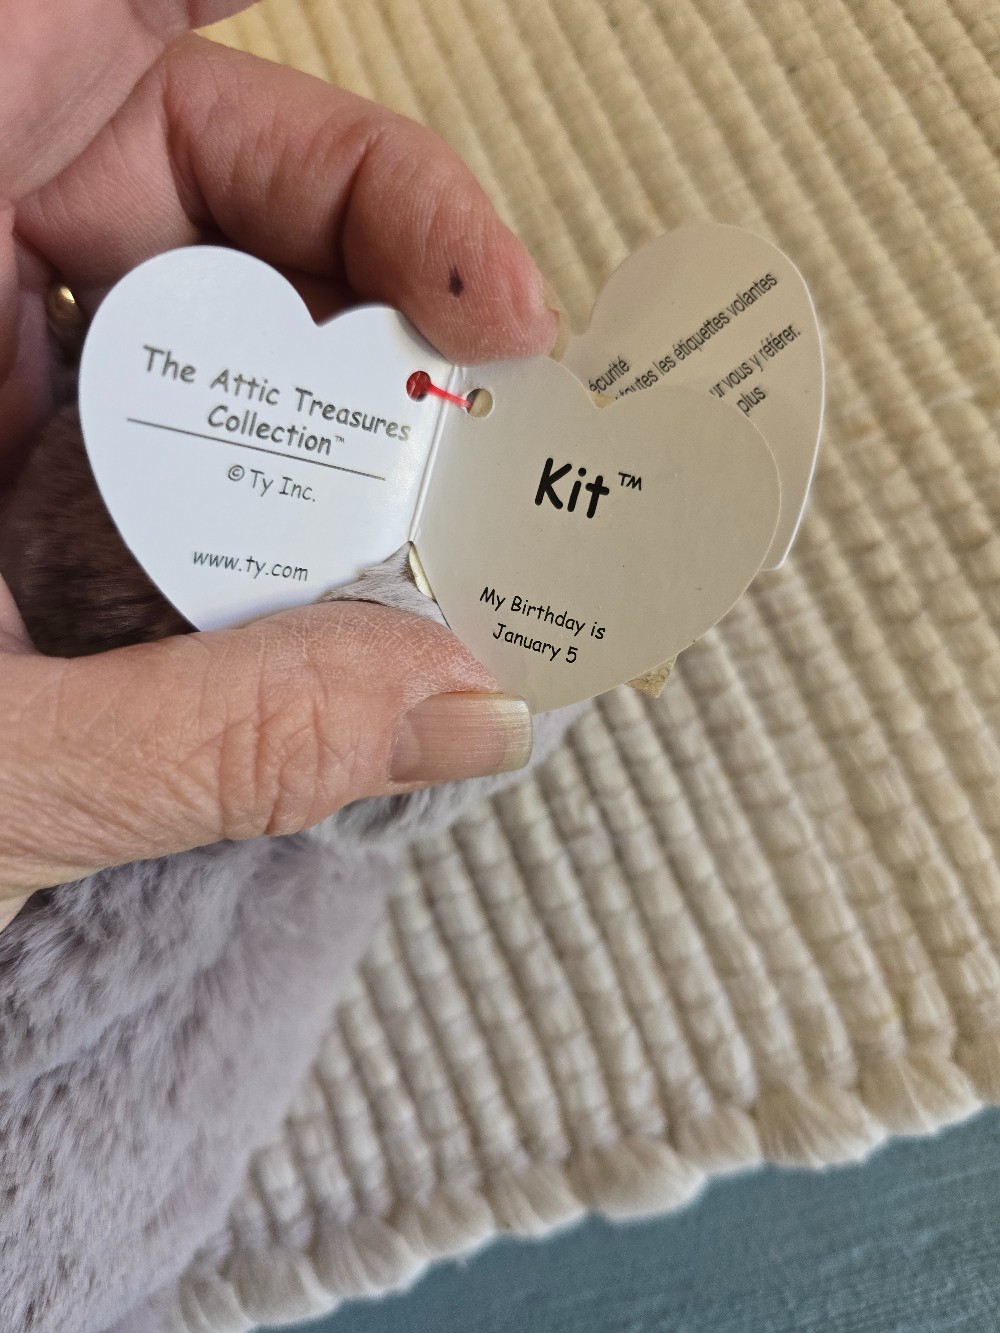 The Attic Treasures
Collection™
© Ty Inc.
www.ty.com
Kit™
My Birthday is
January 5
toutes les étiquettes volantes
vous y référer.
plus